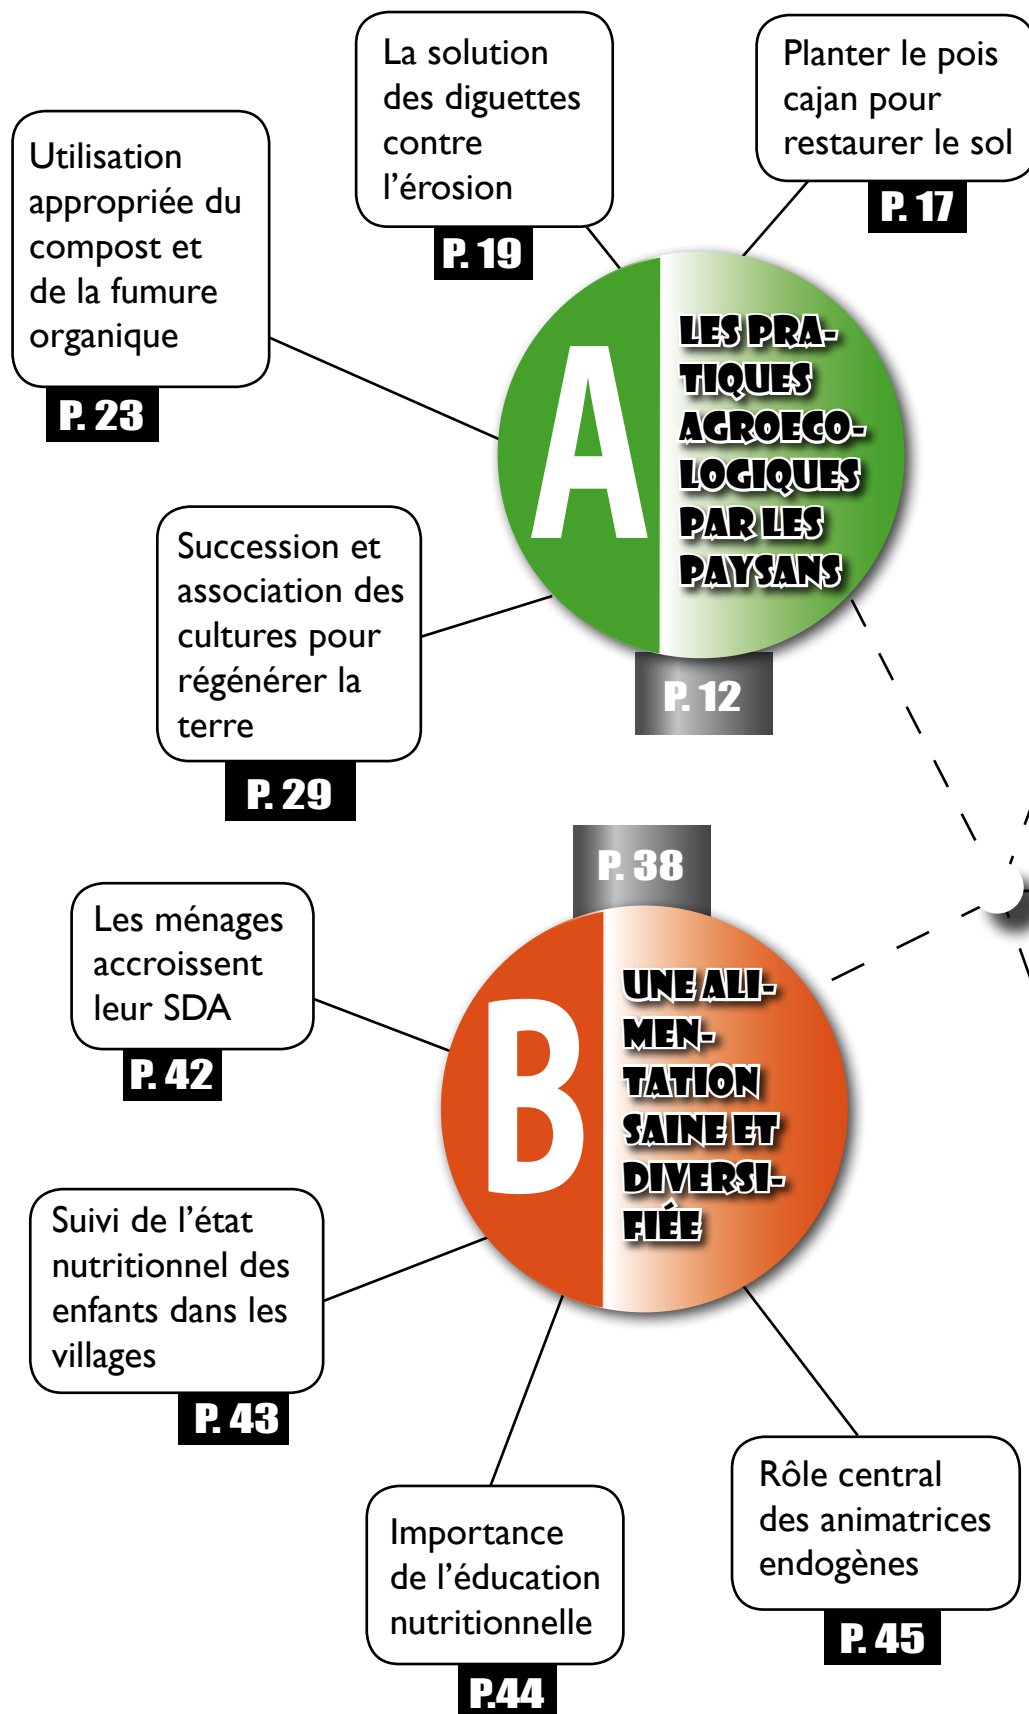 La solution
des diguettes
contre
l'érosion
P. 19
Planter le pois
cajan pour
restaurer le sol
P. 17
Utilisation
appropriée du
compost et
de la fumure
organique
P. 23
A
LES PRA-
TIQUES
AGROECO-
LOGIQUES
PAR LES
PAYSANS
P. 12
Succession et
association des
cultures pour
régénérer la
terre
P. 29
P. 38
B
UNE ALI-
MEN-
TATION
SAINE ET
DIVERSI-
FIÉE
Les ménages
accroissent
leur SDA
P. 42
Suivi de l'état
nutritionnel des
enfants dans les
villages
P. 43
Importance
de l'éducation
nutritionnelle
P.44
Rôle central
des animatrices
endogènes
P. 45